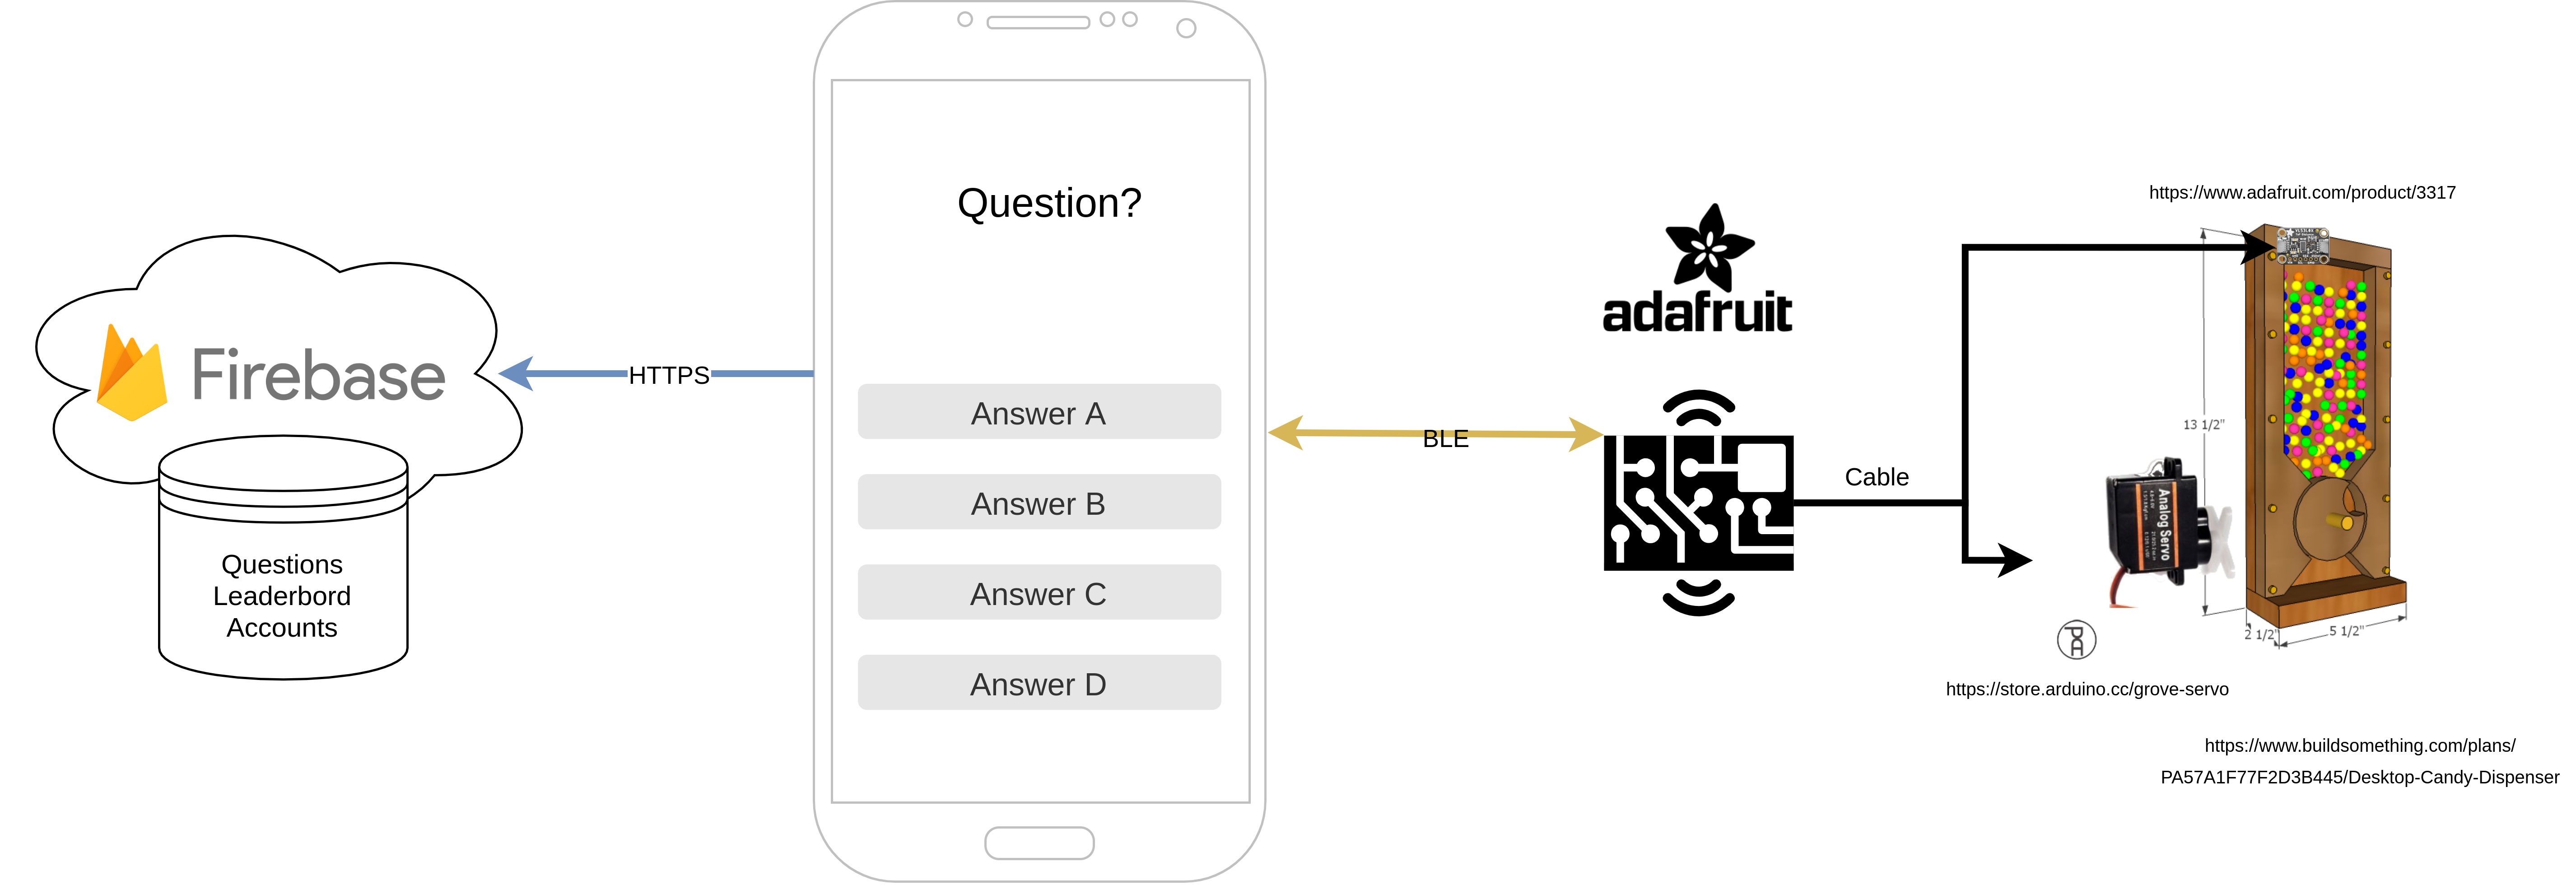 Firebase
Questions
Leaderbord
Accounts
HTTPS
Question?
Answer A
Answer B
Answer C
Answer D
BLE
adafruit
Cable
https://www.adafruit.com/product/3317
13 1/2"
Analog Servo
2 1/2"
5 1/2"
https://store.arduino.cc/grove-servo
https://www.buildsomething.com/plans/
PA57A1F77F2D3B445/Desktop-Candy-Dispenser